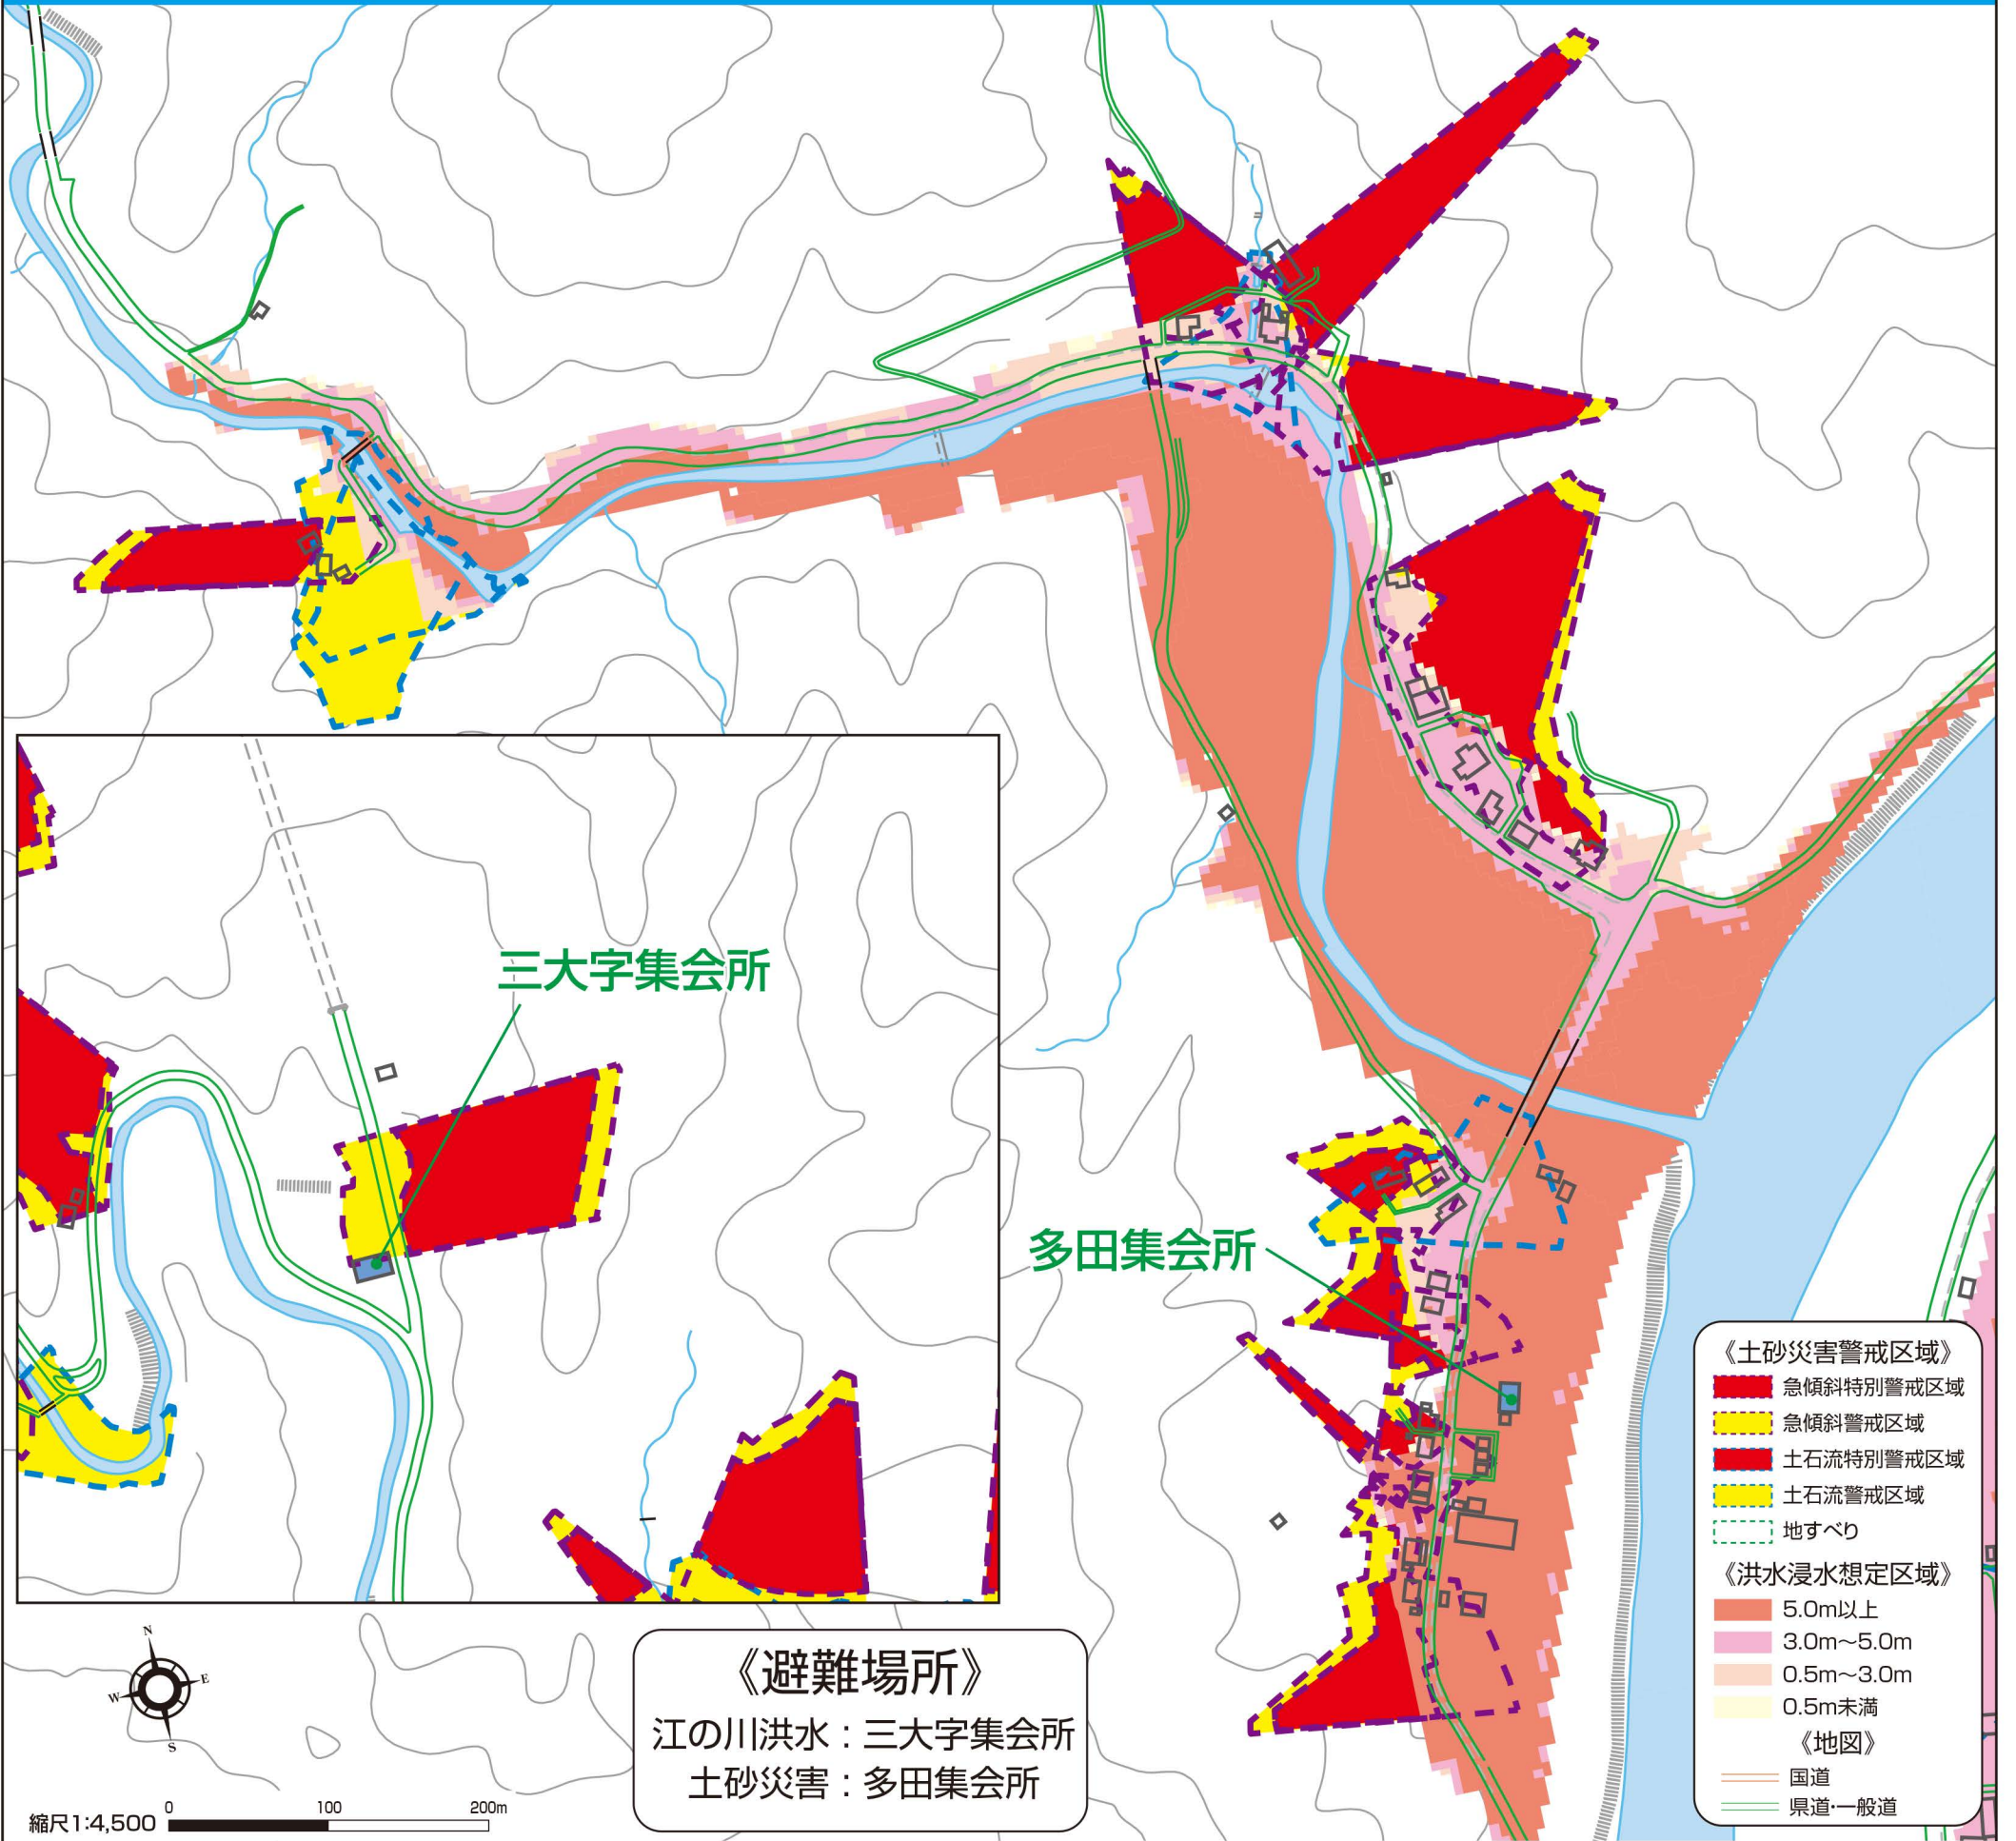 三大字集会所
多田集会所
《土砂災害警戒区域》
急傾斜特別警戒区域
急傾斜警戒区域
土石流特別警戒区域
土石流警戒区域
地すべり
《洪水浸水想定区域》
5.0m以上
3.0m〜5.0m
0.5m〜3.0m
0.5m未満
《地図》
国道
県道・一般道
N
W
E
S
縮尺1:4,500
0
100
200m
《避難場所》
江の川洪水：三大字集会所
土砂災害：多田集会所